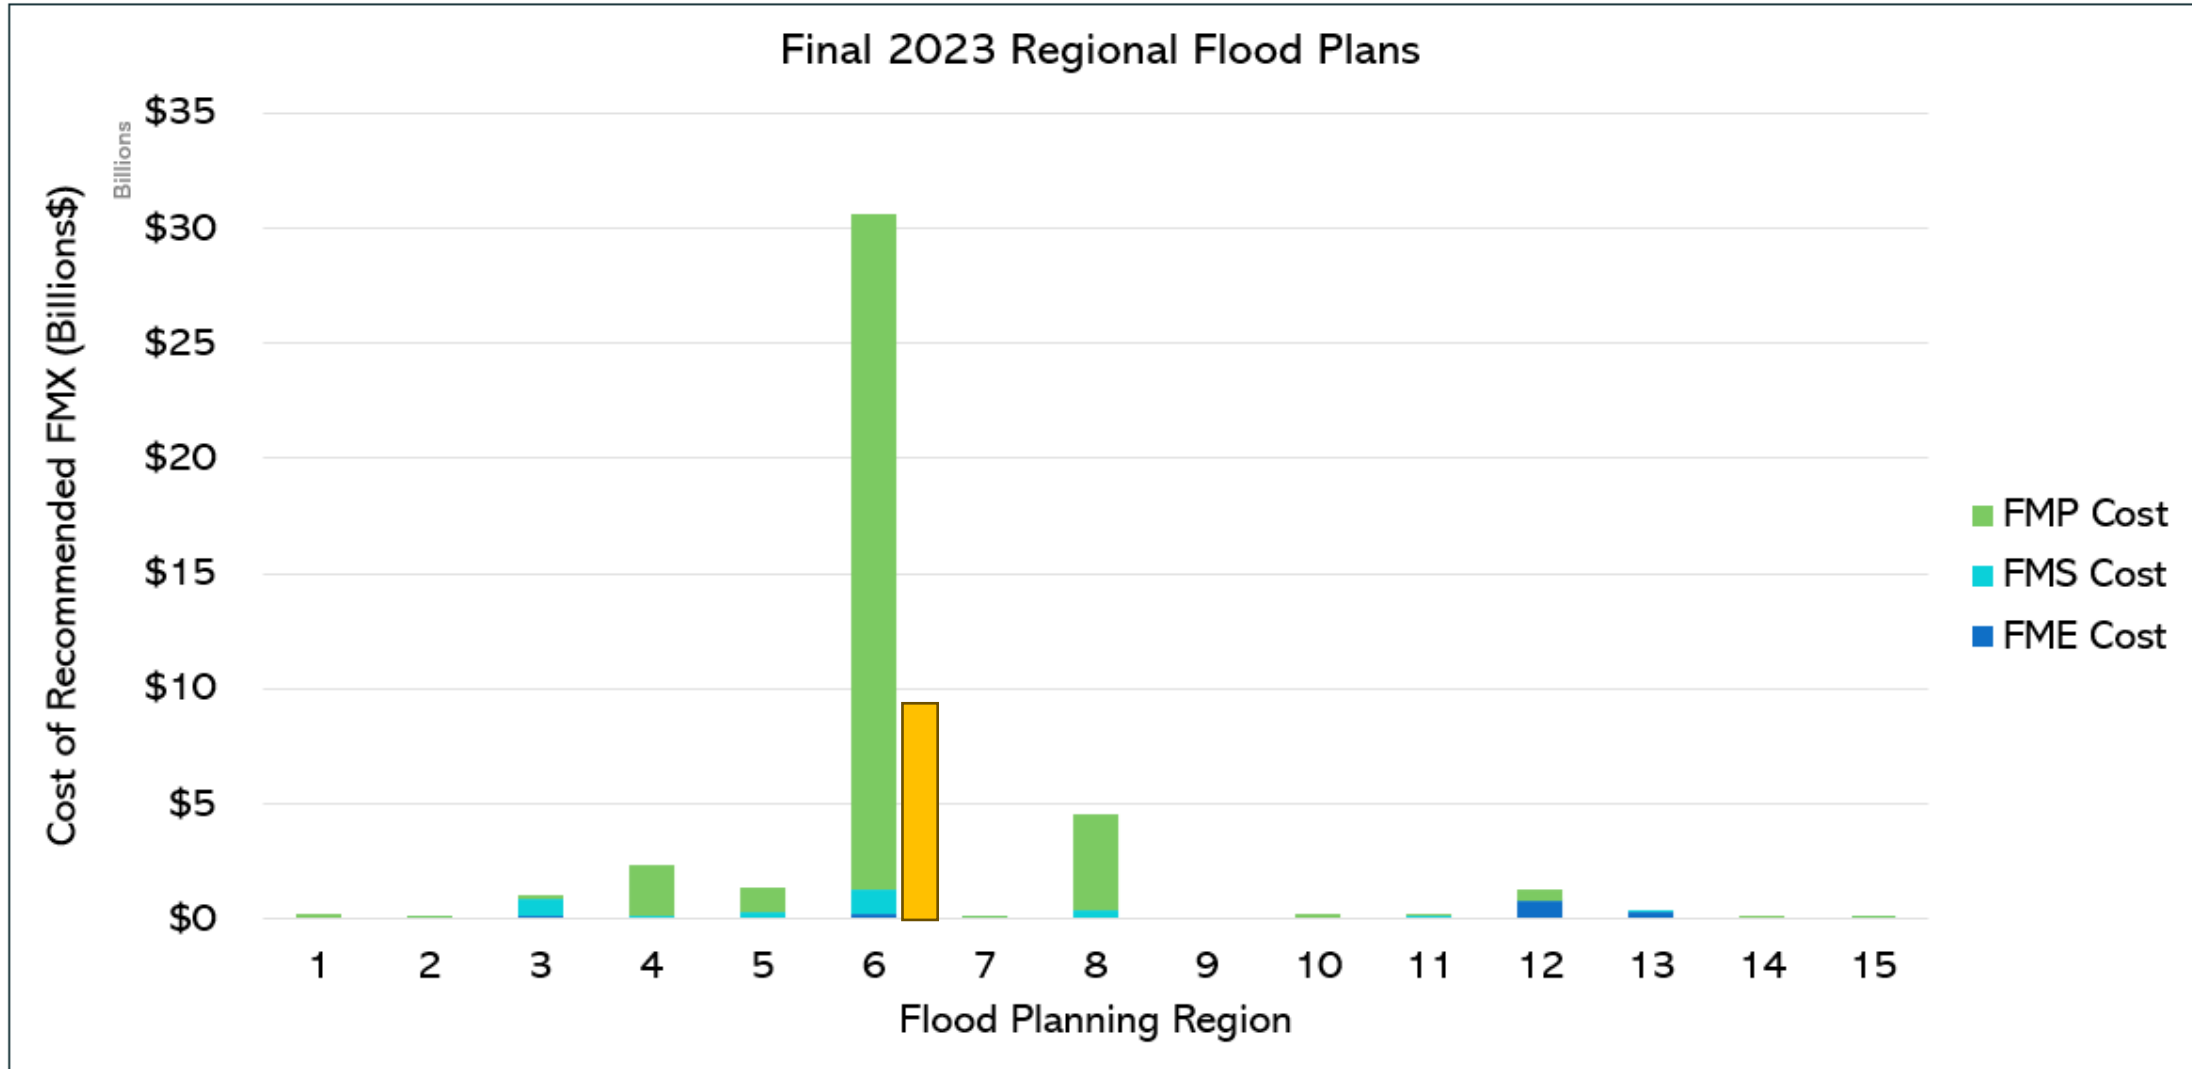 Final 2023 Regional Flood Plans
Cost of Recommended FMX (Billions$)
Billions
$35
$30
$25
$20
$15
$10
$5
$0
1 2 3 4 5 6 7 8 9 10 11 12 13 14 15
Flood Planning Region
FMP Cost
FMS Cost
FME Cost